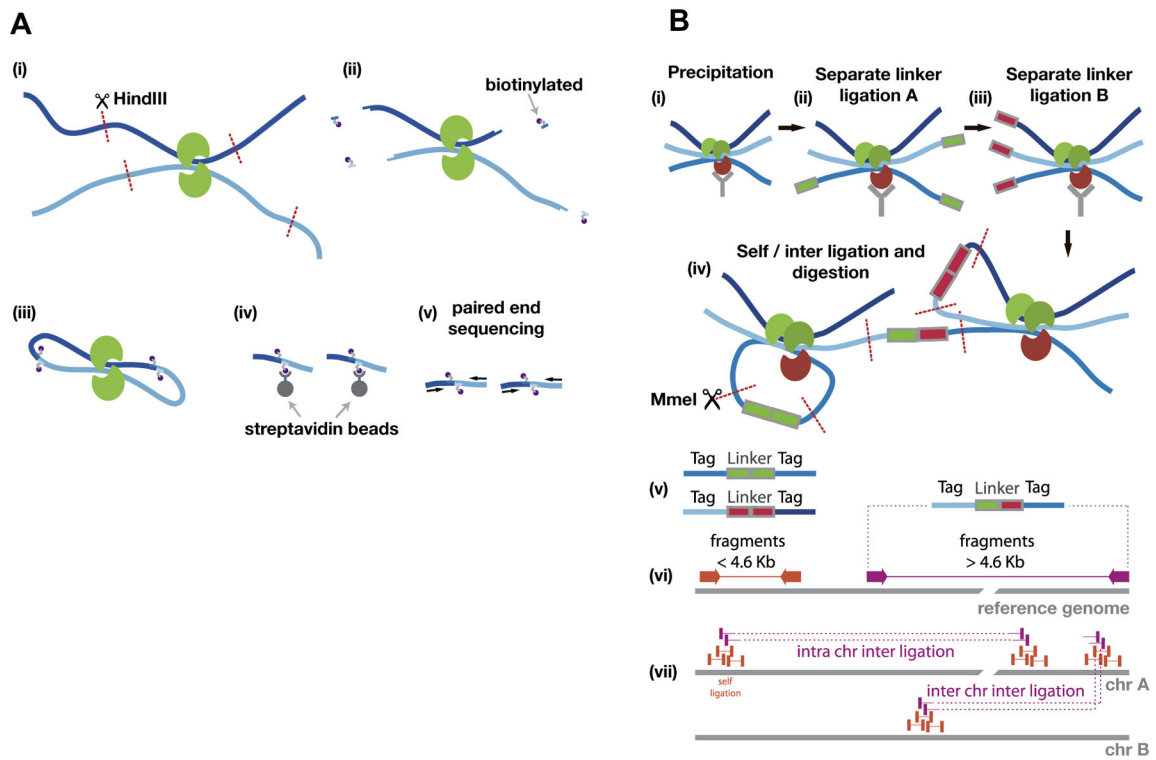 A
(i)
HindIII
(ii)
biotinylated
(iii)
(iv)
streptavidin beads
(v)
paired end
sequencing
B
Precipitation
(i)
Separate linker
ligation A
(ii)
Separate linker
ligation B
(iii)
Self / inter ligation and
digestion
(iv)
MmeI
(v)
Tag Linker Tag
Tag Linker Tag
Tag Linker Tag
fragments
< 4.6 Kb
fragments
> 4.6 Kb
(vi)
reference genome
(vii)
intra chr inter ligation
self
ligation
chr A
inter chr inter ligation
chr B